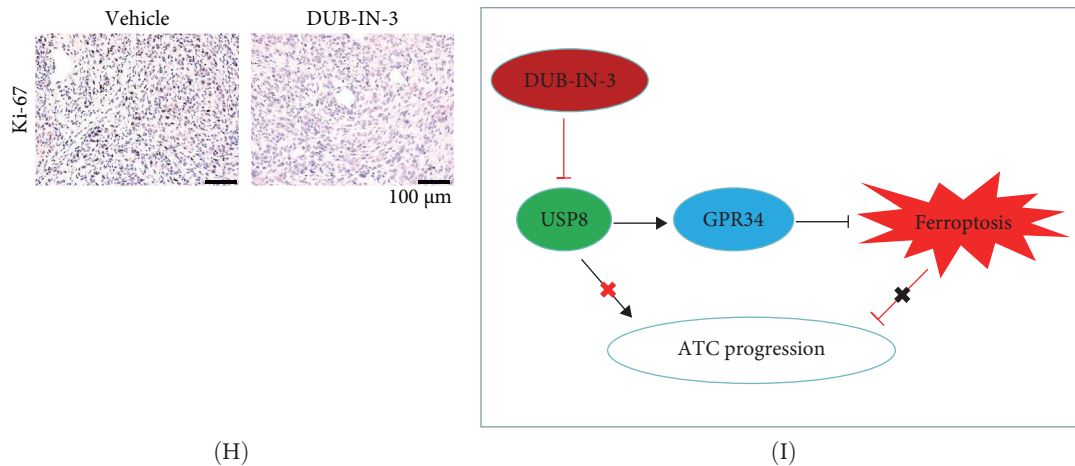 Vehicle
DUB-IN-3
Ki-67
100 μm
DUB-IN-3
USP8
GPR34
Ferroptosis
ATC progression
(H)
(I)